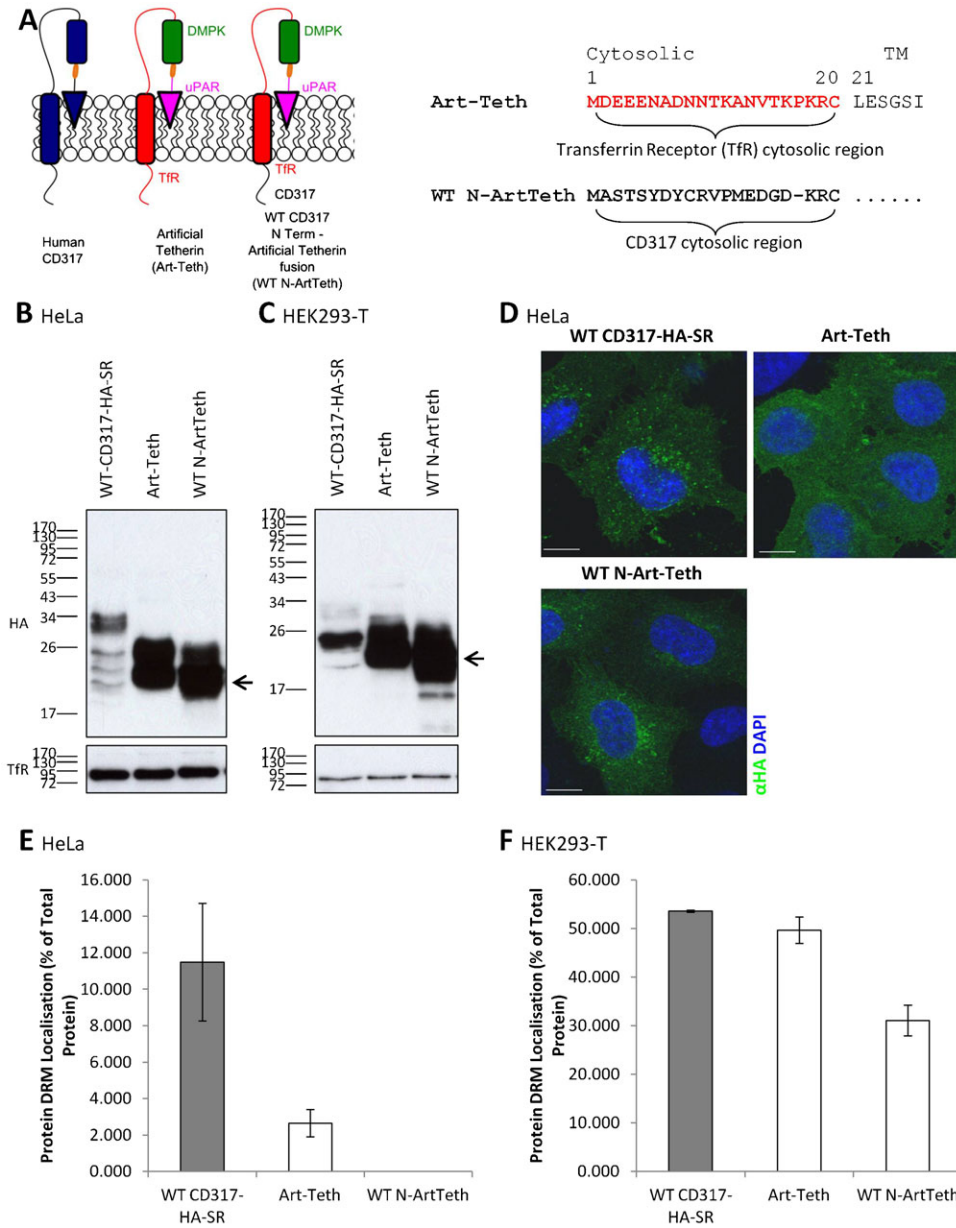 A
DMPK
DMPK
uPAR
uPAR
TfR
TfR
CD317
Human
CD317
Artificial
Tetherin
(Art-Teth)
WT CD317
N Term -
Artificial Tetherin
fusion
(WT N-ArtTeth)
Cytosolic TM
1 20 21
Art-Teth MDEEENADNNTKANVTKPKRC LESGSI
Transferrin Receptor (TfR) cytosolic region
WT N-ArtTeth MASTSYDYCRVPMEDGD-KRC ......
CD317 cytosolic region
B HeLa
WT-CD317-HA-SR
Art-Teth
WT N-ArtTeth
170
130
95
72
55
43
34
26
17
HA
170
130
95
72
TfR
C HEK293-T
WT-CD317-HA-SR
Art-Teth
WT N-ArtTeth
170
130
95
72
55
43
34
26
17
170
130
95
72
D HeLa
WT CD317-HA-SR
Art-Teth
WT N-Art-Teth
αHA DAPI
E HeLa
Protein DRM Localisation (% of Total
Protein)
16.000
14.000
12.000
10.000
8.000
6.000
4.000
2.000
0.000
WT CD317-
HA-SR
Art-Teth
WT N-ArtTeth
F HEK293-T
Protein DRM Localisation (% of Total
Protein)
60.000
50.000
40.000
30.000
20.000
10.000
0.000
WT CD317-
HA-SR
Art-Teth
WT N-ArtTeth